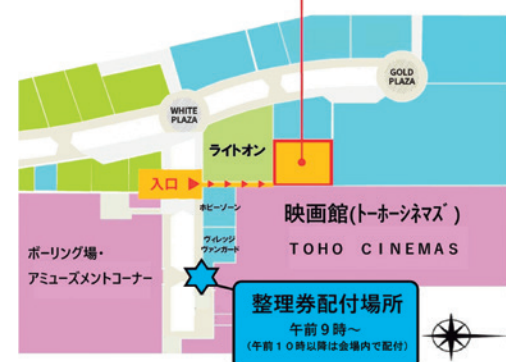 GOLD
PLAZA
WHITE
PLAZA
ライトオン
入口
ホビーゾーン
映画館(トーホーシネマズ)
ヴィレッジ
ヴァンガード
TOHO CINEMAS
ボーリング場・
アミューズメントコーナー
整理券配付場所
午前9時～
(午前10時以降は会場内で配付)